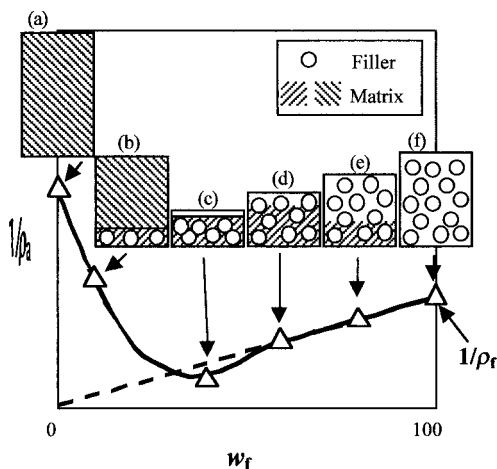 (a)
(b)
(c)
(d)
(e)
(f)
Filler
Matrix
1/ρa
1/ρf
0
100
wf